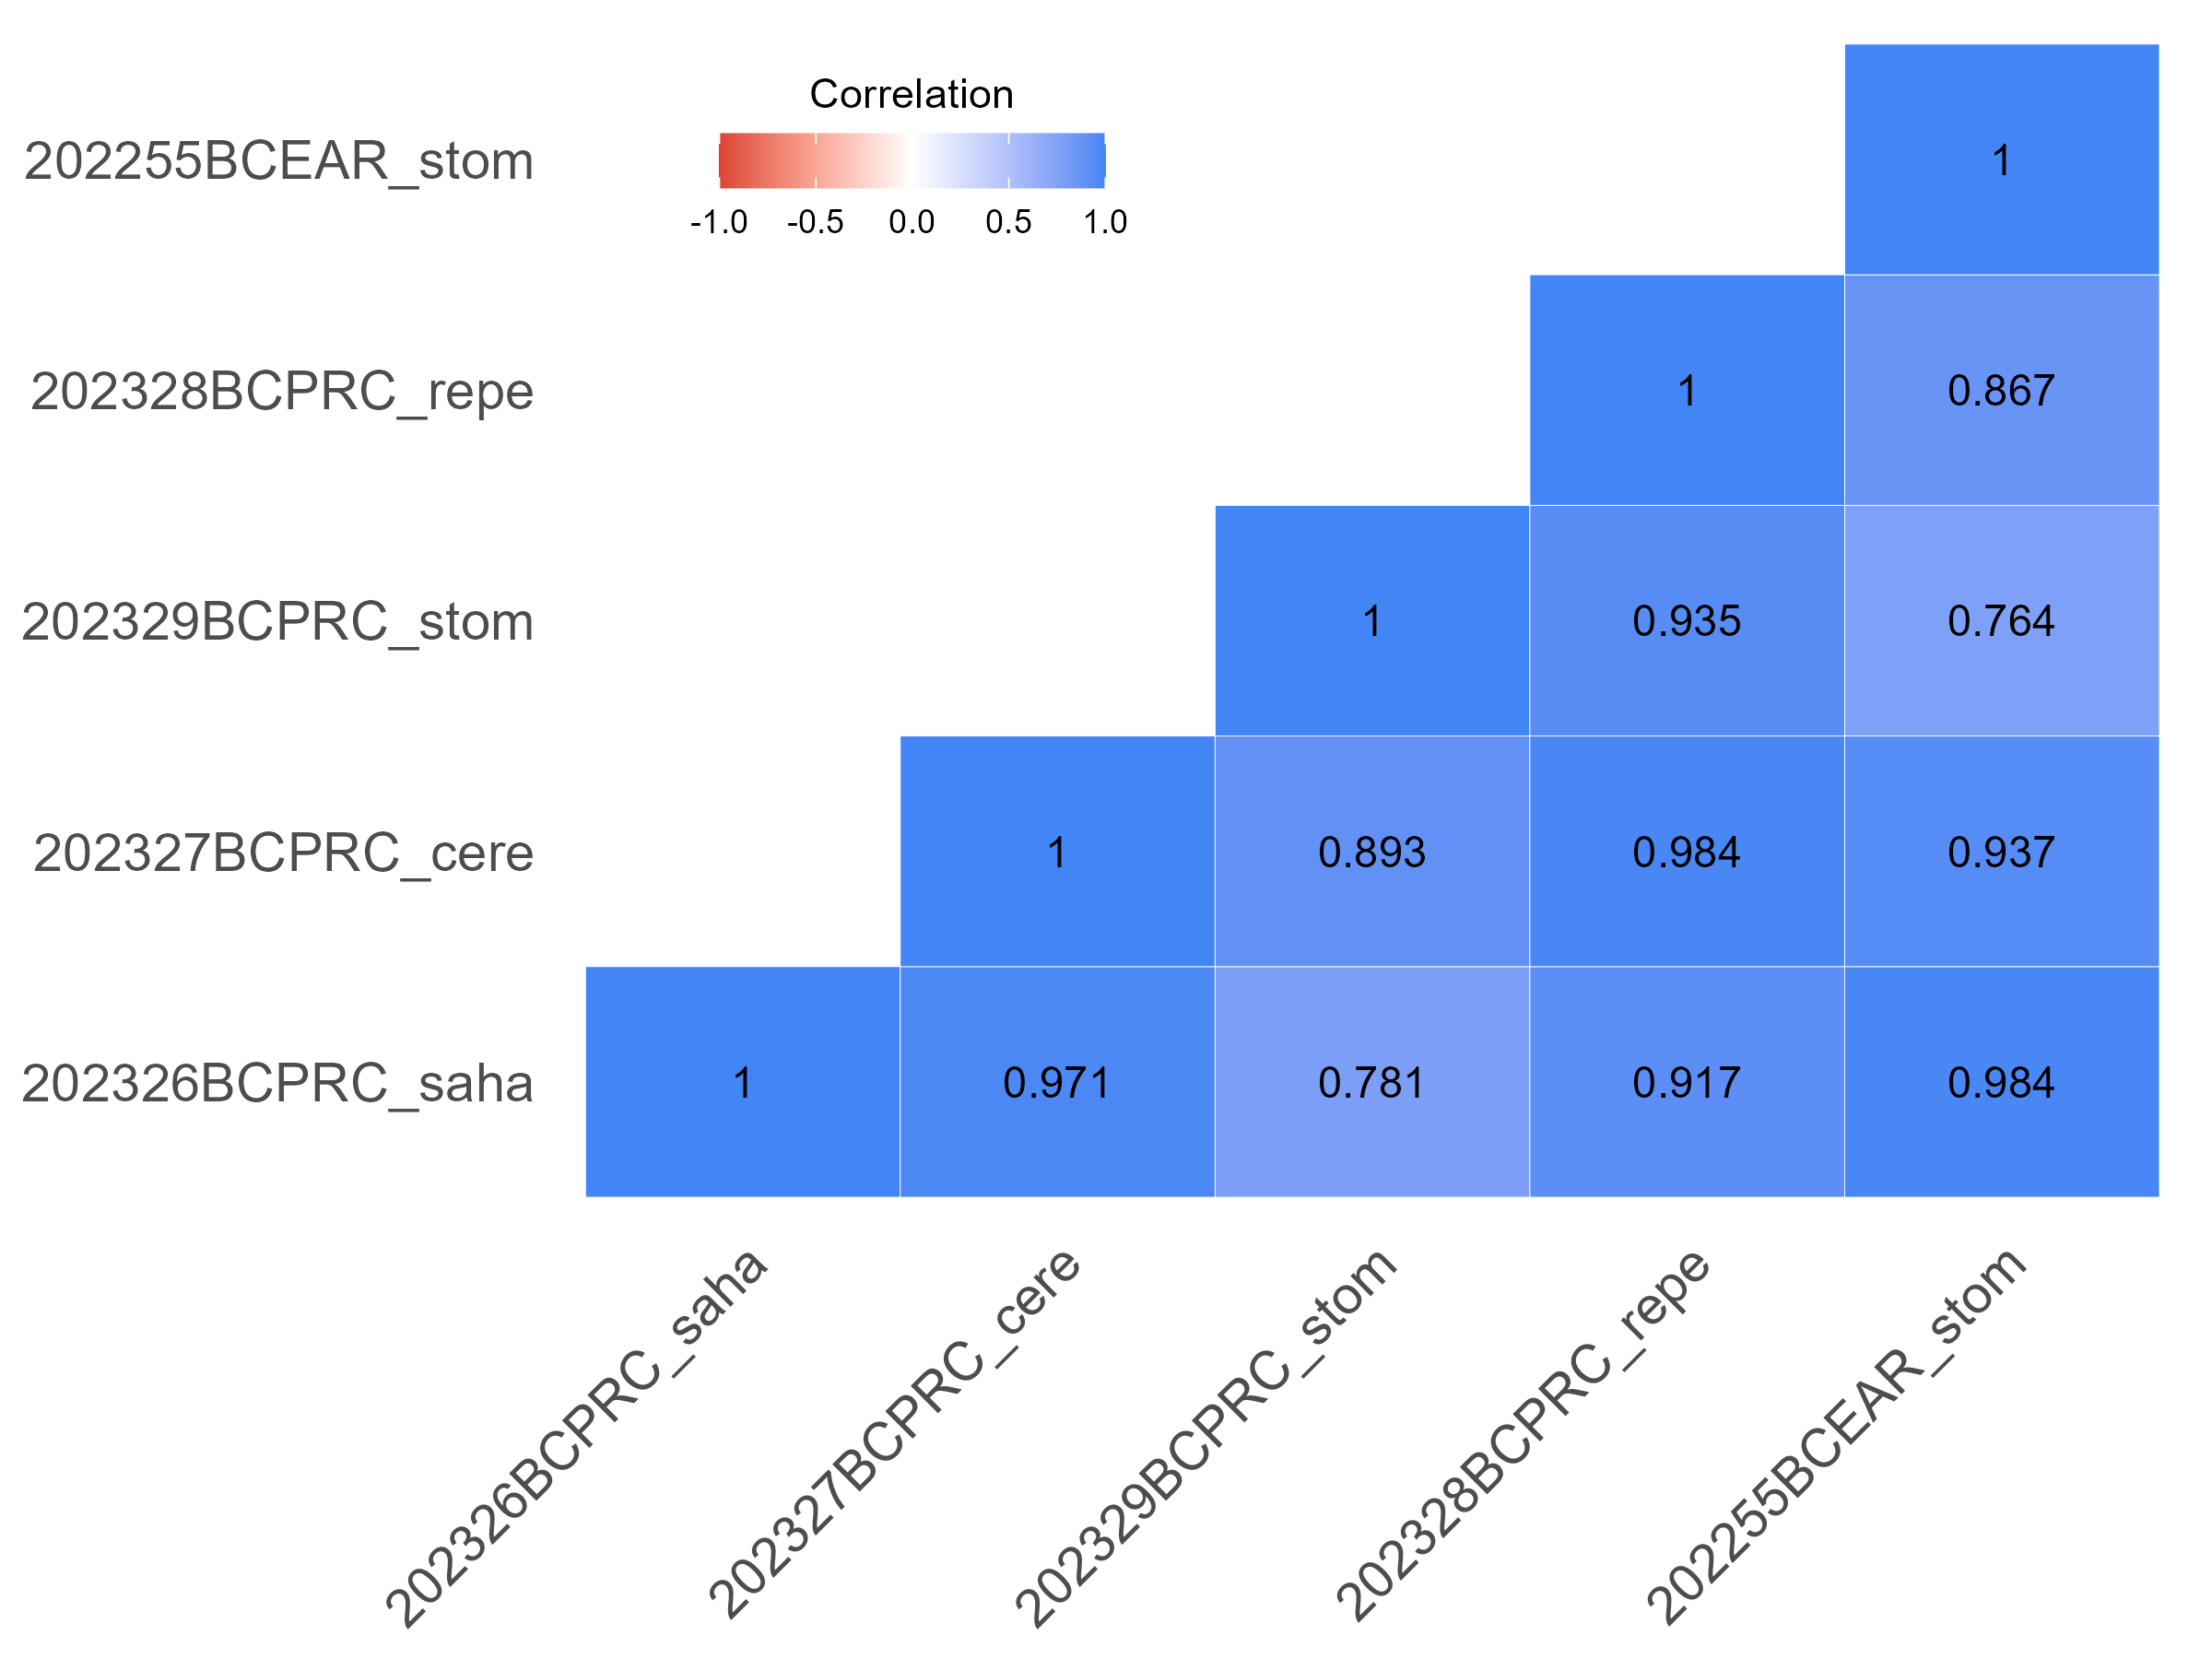 Correlation
-1.0 -0.5 0.0 0.5 1.0
202255BCEAR_stom 1
202328BCPRC_repe 1 0.867
202329BCPRC_stom 1 0.935 0.764
202327BCPRC_cere 1 0.893 0.984 0.937
202326BCPRC_saha 1 0.971 0.781 0.917 0.984
202326BCPRC_saha
202327BCPRC_cere
202329BCPRC_stom
202328BCPRC_repe
202255BCEAR_stom